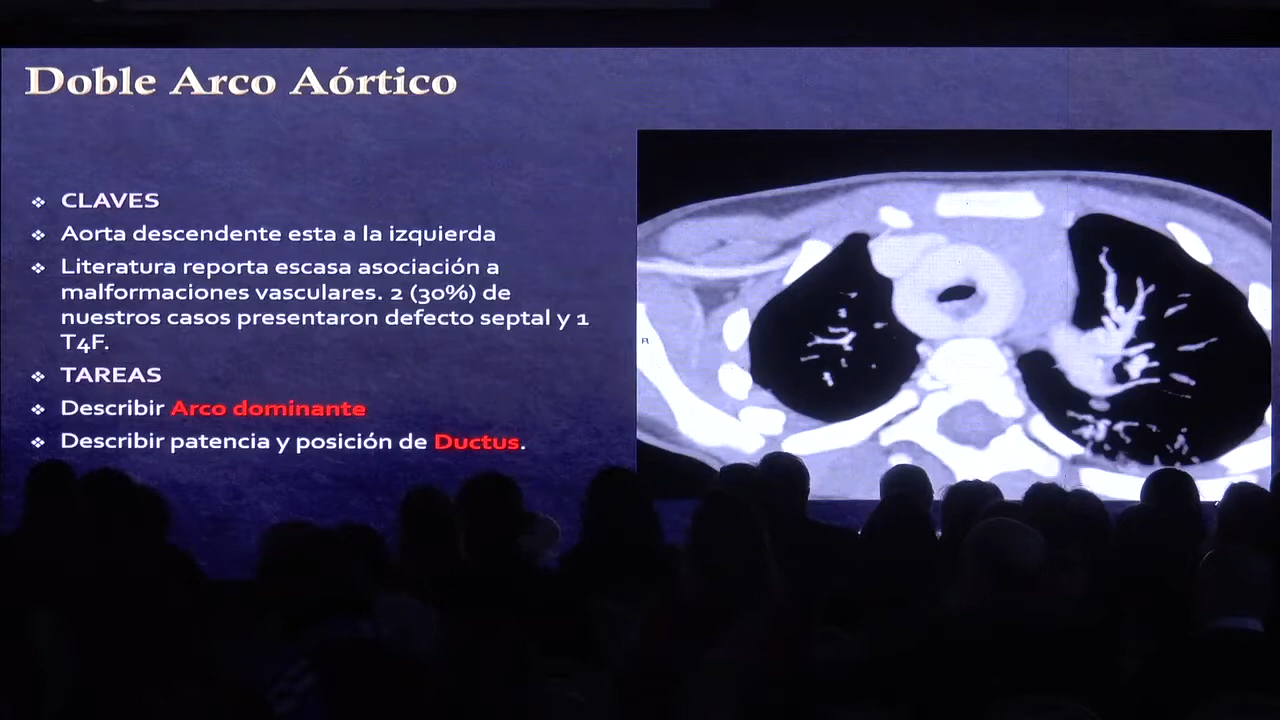 Doble Arco Aórtico
❖ CLAVES
❖ Aorta descendente esta a la izquierda
❖ Literatura reporta escasa asociación a
malformaciones vasculares. 2 (30%) de
nuestros casos presentaron defecto septal y 1
T4F.
❖ TAREAS
❖ Describir Arco dominante
❖ Describir patencia y posición de Ductus.
R